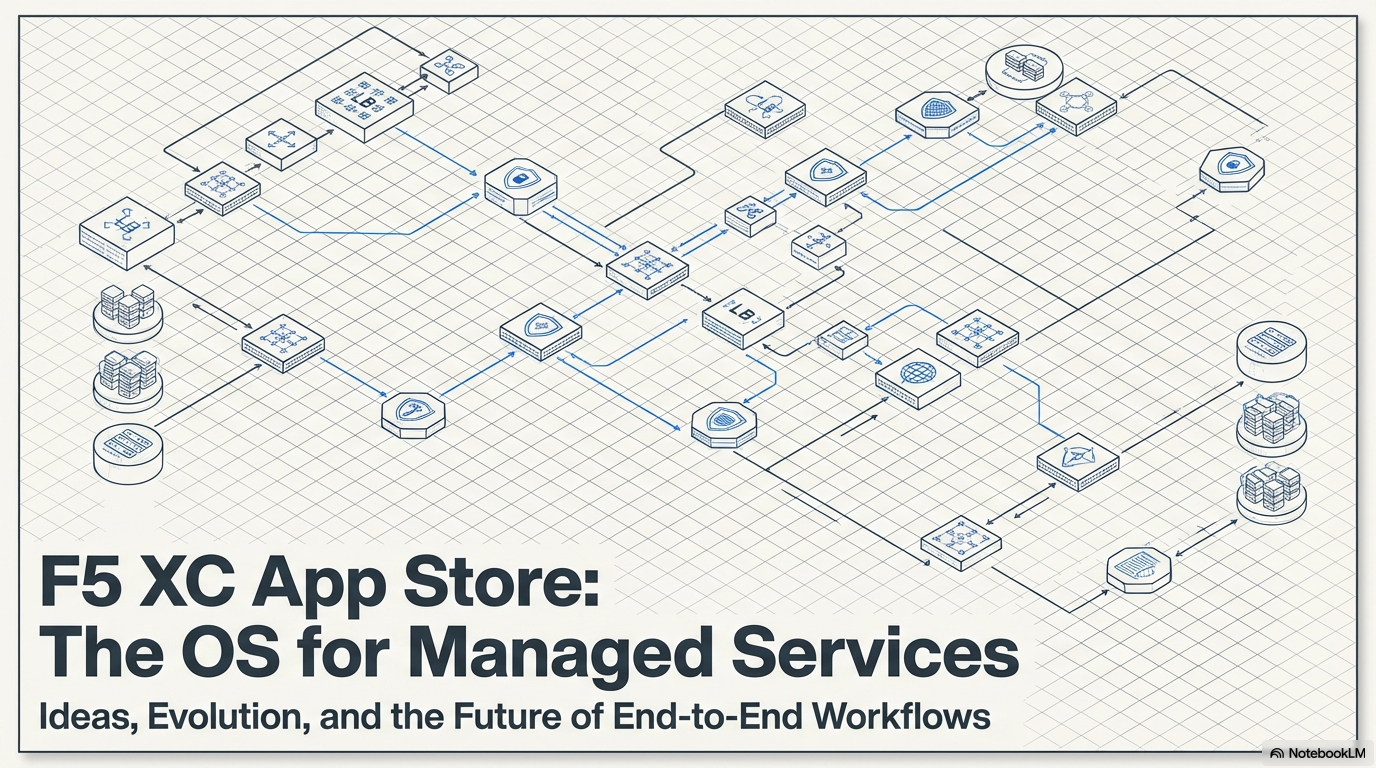 LB
LB
LB
F5 XC App Store:
The OS for Managed Services
Ideas, Evolution, and the Future of End-to-End Workflows
NotebookLM